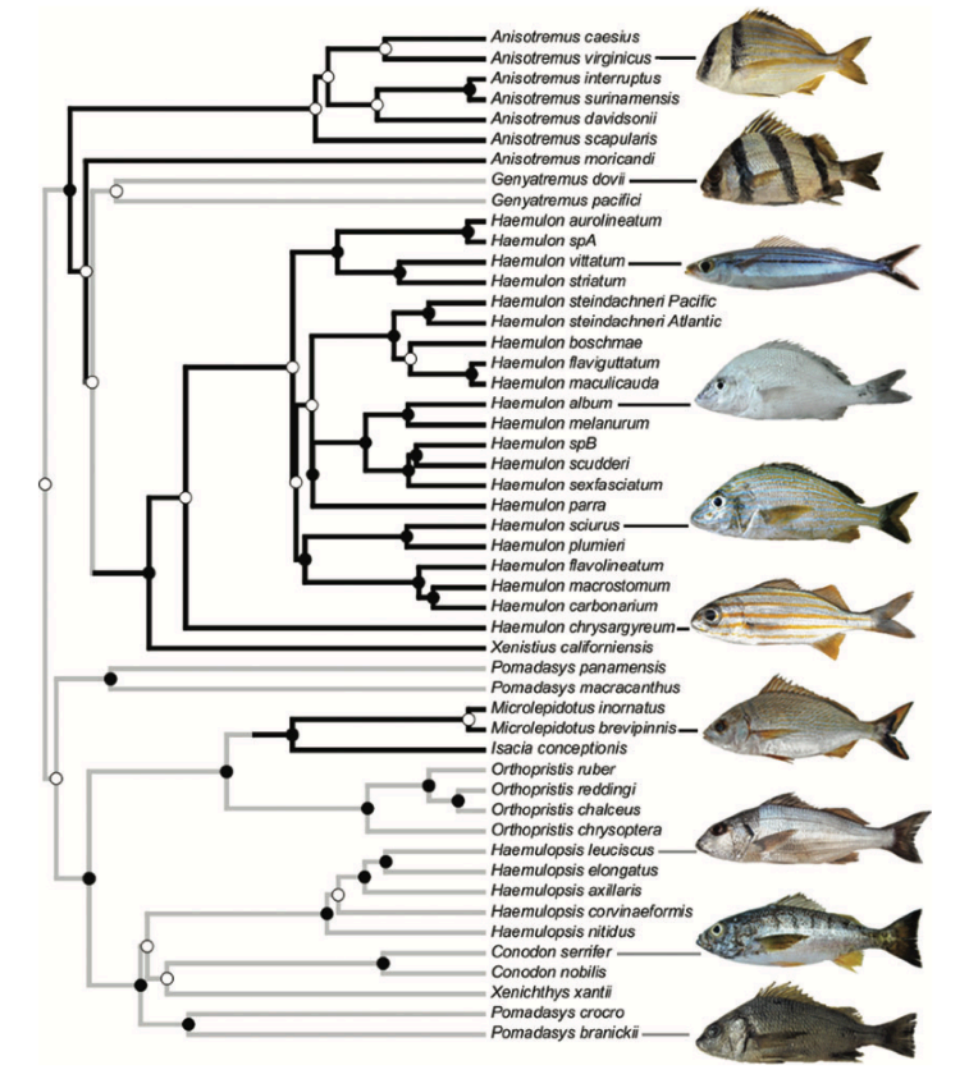 Anisotremus caesius
Anisotremus virginicus
Anisotremus interruptus
Anisotremus surinamensis
Anisotremus davidsonii
Anisotremus scapularis
Anisotremus moricandi
Genyatremus dovii
Genyatremus pacifici
Haemulon aurolineatum
Haemulon spA
Haemulon vittatum
Haemulon striatum
Haemulon steindachneri Pacific
Haemulon steindachneri Atlantic
Haemulon boschmae
Haemulon flaviguttatum
Haemulon maculicauda
Haemulon album
Haemulon melanurum
Haemulon spB
Haemulon scudderi
Haemulon sexfasciatum
Haemulon parra
Haemulon sciurus
Haemulon plumieri
Haemulon flavolineatum
Haemulon macrostomum
Haemulon carbonarium
Haemulon chrysargyreum
Xenistius californiensis
Pomadasys panamensis
Pomadasys macracanthus
Microlepidotus inornatus
Microlepidotus brevipinnis
Isacia conceptionis
Orthopristis ruber
Orthopristis reddingi
Orthopristis chalceus
Orthopristis chrysoptera
Haemulopsis leuciscus
Haemulopsis elongatus
Haemulopsis axillaris
Haemulopsis corvinaeformis
Haemulopsis nitidus
Conodon serrifer
Conodon nobilis
Xenichthys xantii
Pomadasys crocro
Pomadasys branickii